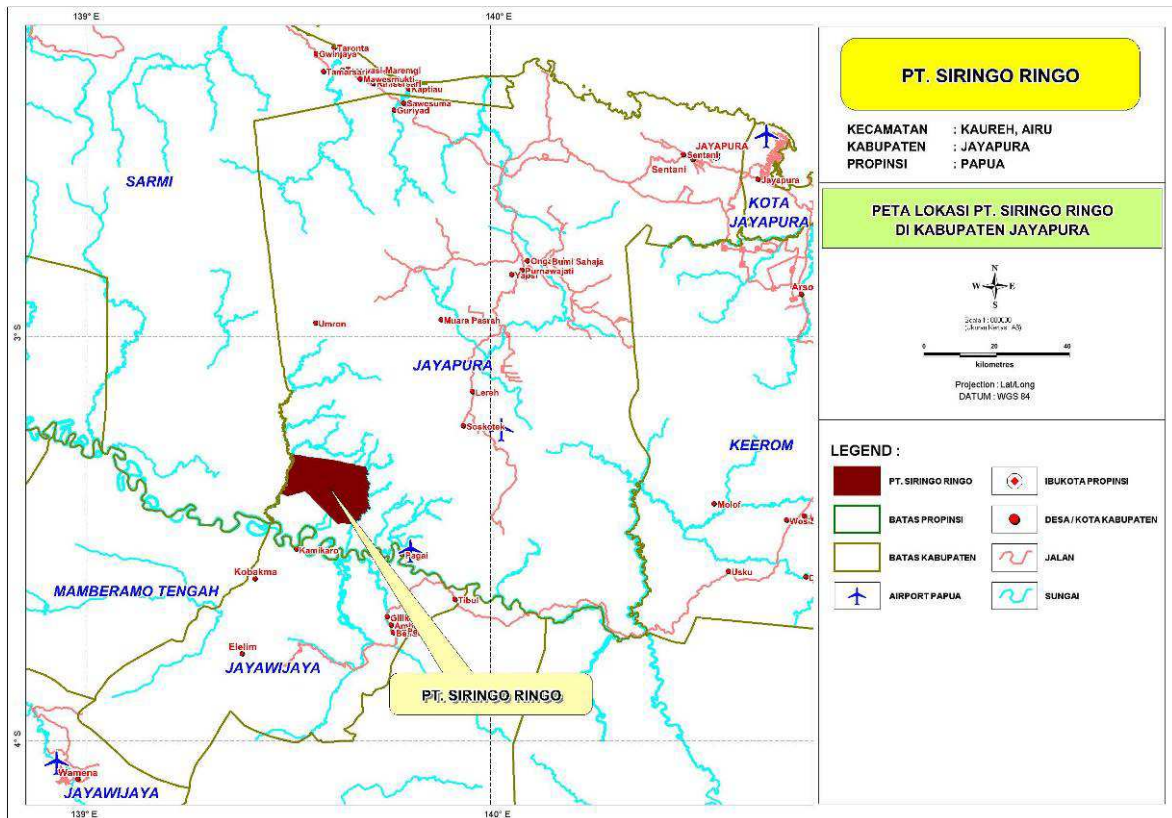 139° E
140° E
Taronta
Gwinjaya
Tamarsari
Mawesmukti
Kaptiau
Sawesuma
Guriyad
SARMI
JAYAPURA
Sentani
Sentani
Jayapura
KOTA
JAYAPURA
Bumi Sahaja
Purnawajati
Yapsi
Arso
Umron
Muara Pasrah
3° S
JAYAPURA
Lereh
Soskotek
KEEROM
Molof
Kamikaro
Pagai
Kobakma
Usku
MAMBERAMO TENGAH
Tibul
Elelim
JAYAWIJAYA
PT. SIRINGO RINGO
4° S
Wamena
JAYAWIJAYA
139° E
140° E
PT. SIRINGO RINGO
KECAMATAN : KAUREH, AIRU
KABUPATEN : JAYAPURA
PROPINSI : PAPUA
PETA LOKASI PT. SIRINGO RINGO
DI KABUPATEN JAYAPURA
N
W E
S
0 20 40
kilometres
Projection : Lat/Long
DATUM : WGS 84
LEGEND :
PT. SIRINGO RINGO
IBUKOTA PROPINSI
BATAS PROPINSI
DESA / KOTA KABUPATEN
BATAS KABUPATEN
JALAN
AIRPORT PAPUA
SUNGAI